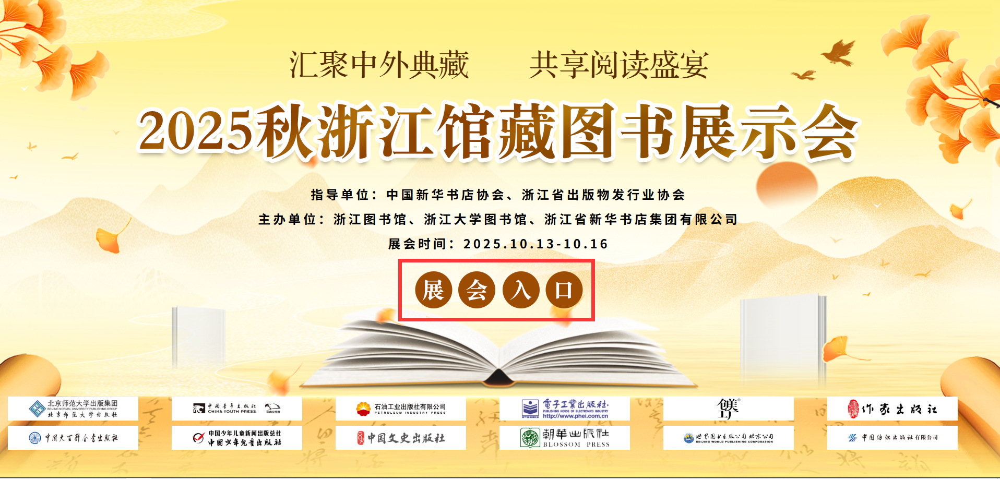 汇聚中外典藏 共享阅读盛宴
2025秋浙江馆藏图书展示会
指导单位：中国新华书店协会、浙江省出版物发行业协会
主办单位：浙江图书馆、浙江大学图书馆、浙江省新华书店集团有限公司
展会时间：2025.10.13-10.16
展会入口
北京师范大学出版集团
BEIJING NORMAL UNIVERSITY PUBLISHING GROUP
北京师范大学出版社
中国青年出版社
CHINA YOUTH PRESS
中青文传媒
石油工业出版社有限公司
PETROLEUM INDUSTRY PRESS
PHEI
電子工業出版社·
PUBLISHING HOUSE OF ELECTRONICS INDUSTRY
http://www.phei.com.cn
创美工厂®
作家出版社
中国大百科全书出版社
中国少年儿童新闻出版总社
中国少年儿童出版社
中国文史出版社
朝華出版社
BLOSSOM PRESS
世界图书出版公司北京公司
BEIJING WORLD PUBLISHING CORPORATION
中国纺织出版社有限公司